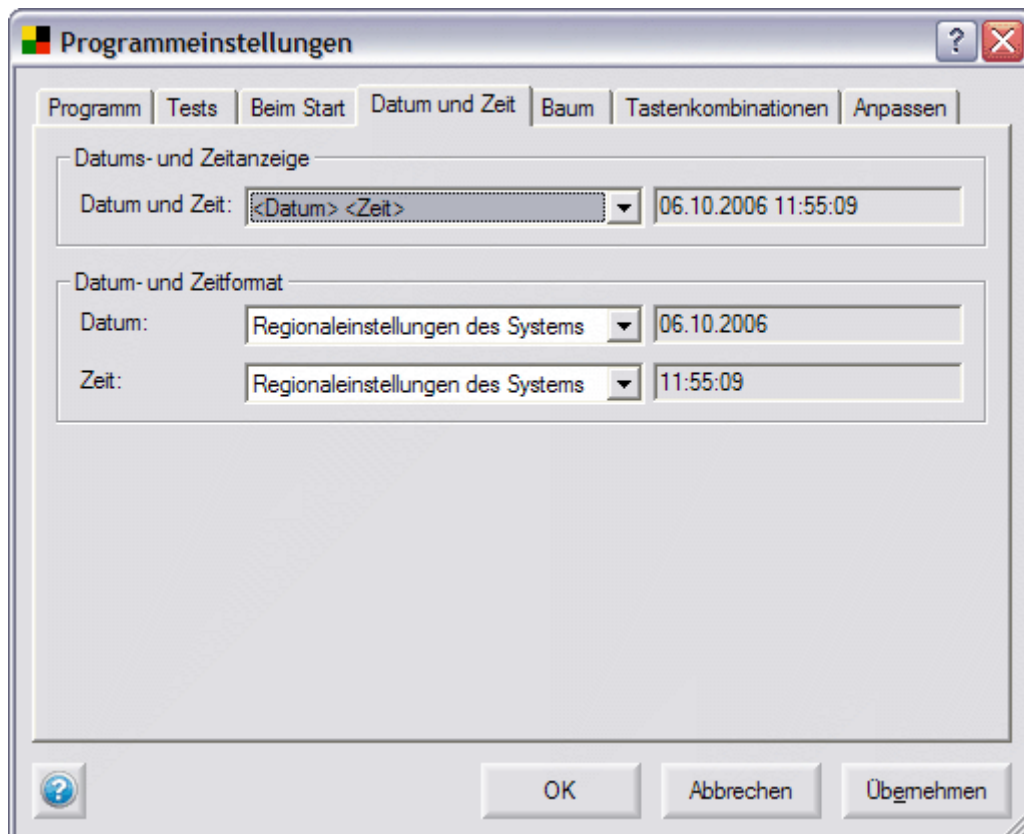 Programmeinstellungen
Programm Tests Beim Start Datum und Zeit Baum Tastenkombinationen Anpassen
Datums- und Zeitanzeige
Datum und Zeit: <Datum> <Zeit> 06.10.2006 11:55:09
Datum- und Zeitformat
Datum: Regionaleinstellungen des Systems 06.10.2006
Zeit: Regionaleinstellungen des Systems 11:55:09
OK Abbrechen Übernehmen